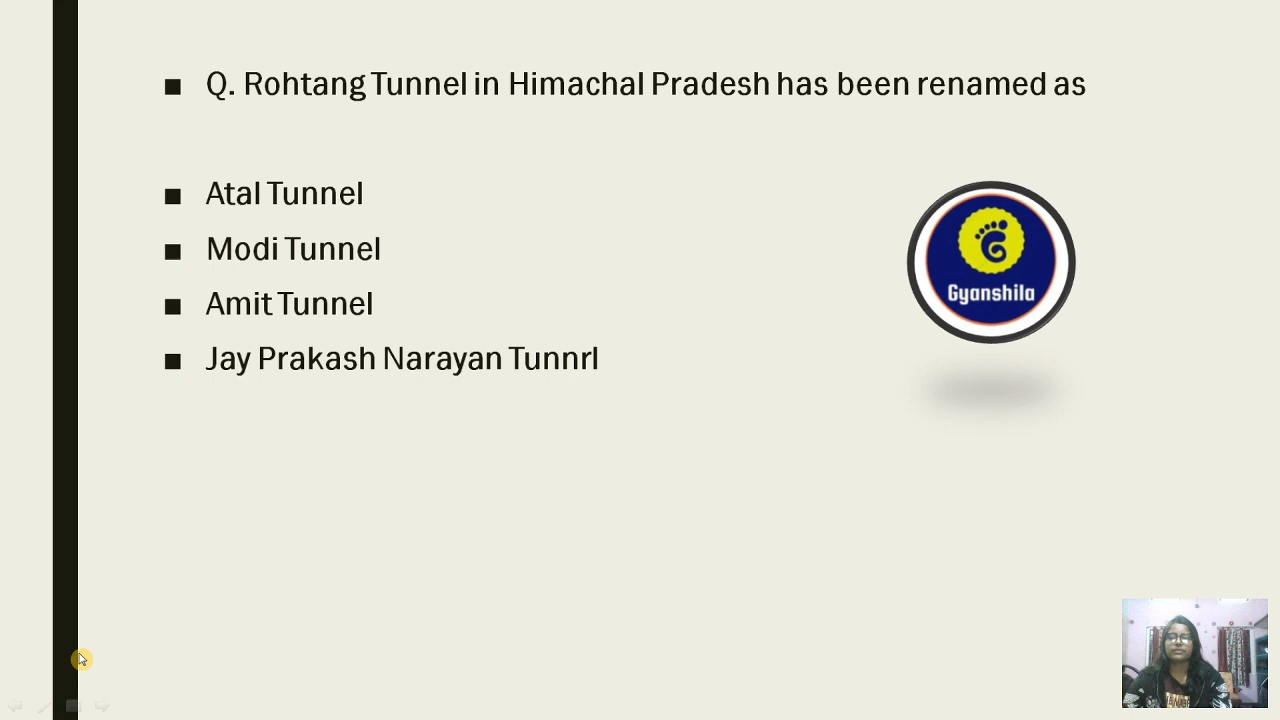 Q. Rohtang Tunnel in Himachal Pradesh has been renamed as
Atal Tunnel
Modi Tunnel
Amit Tunnel
Jay Prakash Narayan Tunnrl
Gyanshila